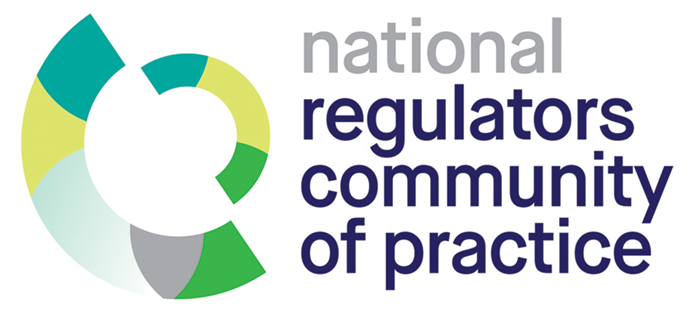 national
regulators
community
of practice